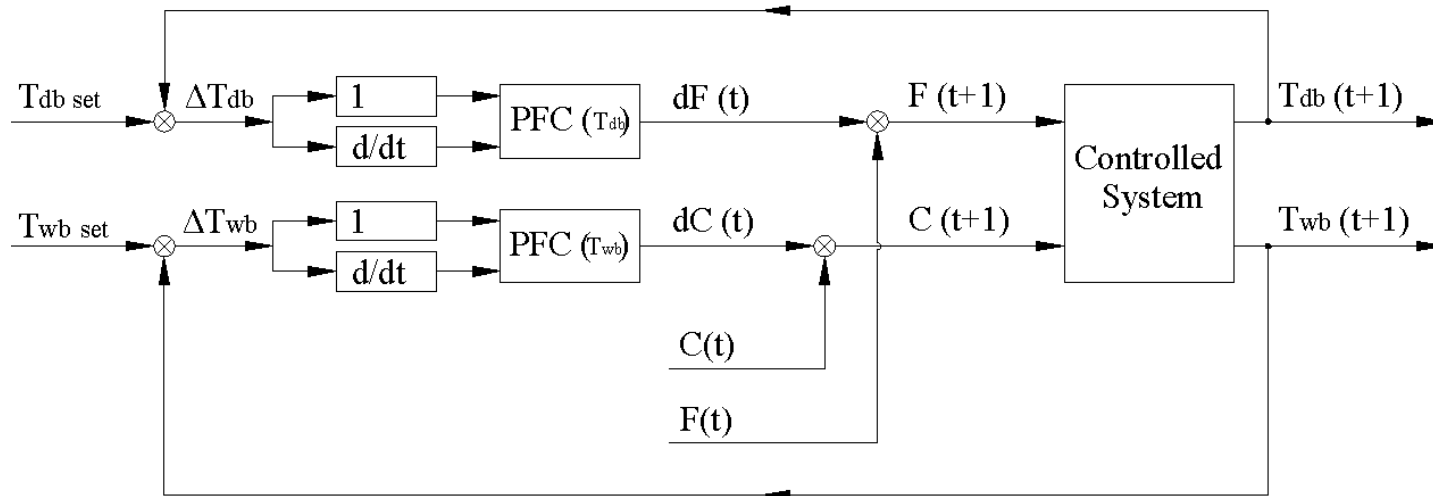 T db set
ΔTdb
1
d/dt
PFC (Tdb)
dF (t)
F (t+1)
Controlled
System
Tdb (t+1)
Twb set
ΔTwb
1
d/dt
PFC (Twb)
dC (t)
C (t+1)
Twb (t+1)
C(t)
F(t)